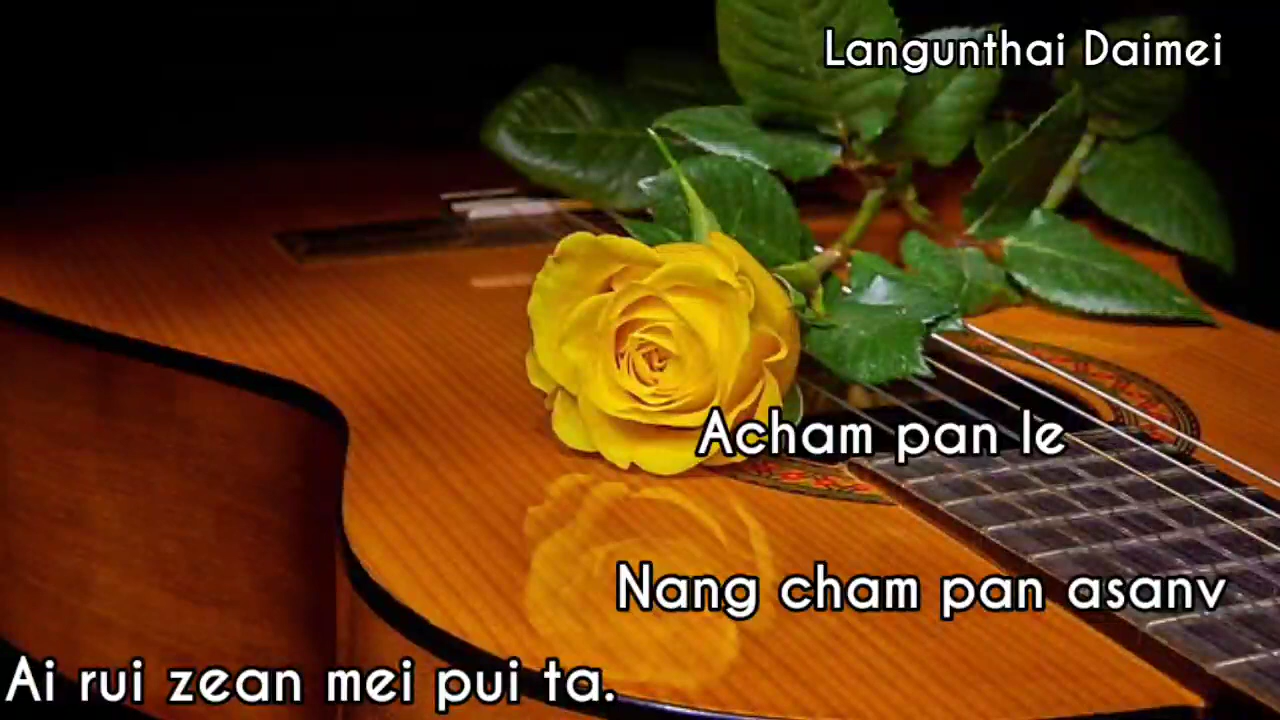 Langunthai Daimei
Acham pan le
Nang cham pan asanv
Ai rui zean mei pui ta.